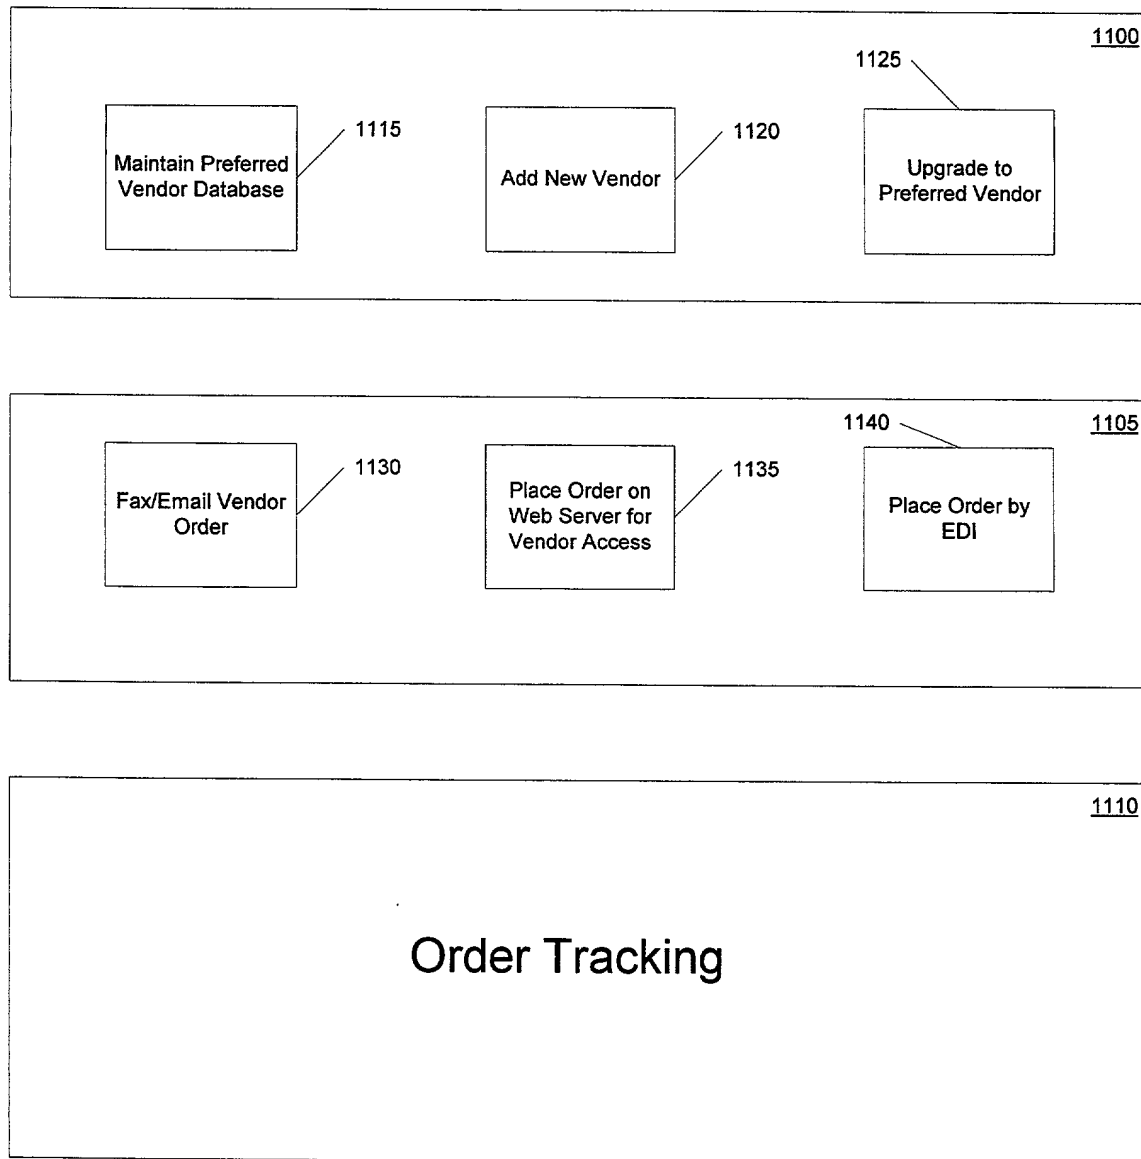 1100
1125
1115
1120
Maintain Preferred
Vendor Database
Add New Vendor
Upgrade to
Preferred Vendor
1105
1140
1130
1135
Fax/Email Vendor
Order
Place Order on
Web Server for
Vendor Access
Place Order by
EDI
1110
Order Tracking